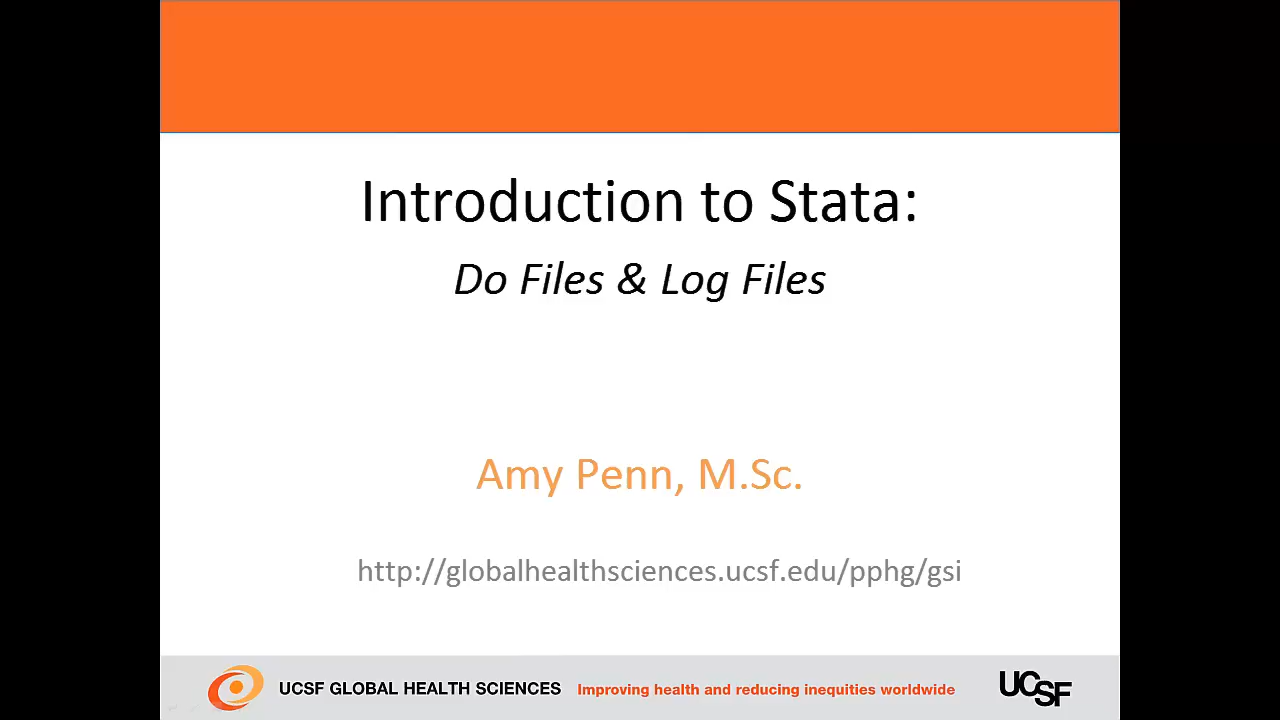 Introduction to Stata:
Do Files & Log Files
Amy Penn, M.Sc.
http://globalhealthsciences.ucsf.edu/pphg/gsi
UCSF GLOBAL HEALTH SCIENCES Improving health and reducing inequities worldwide UCSF